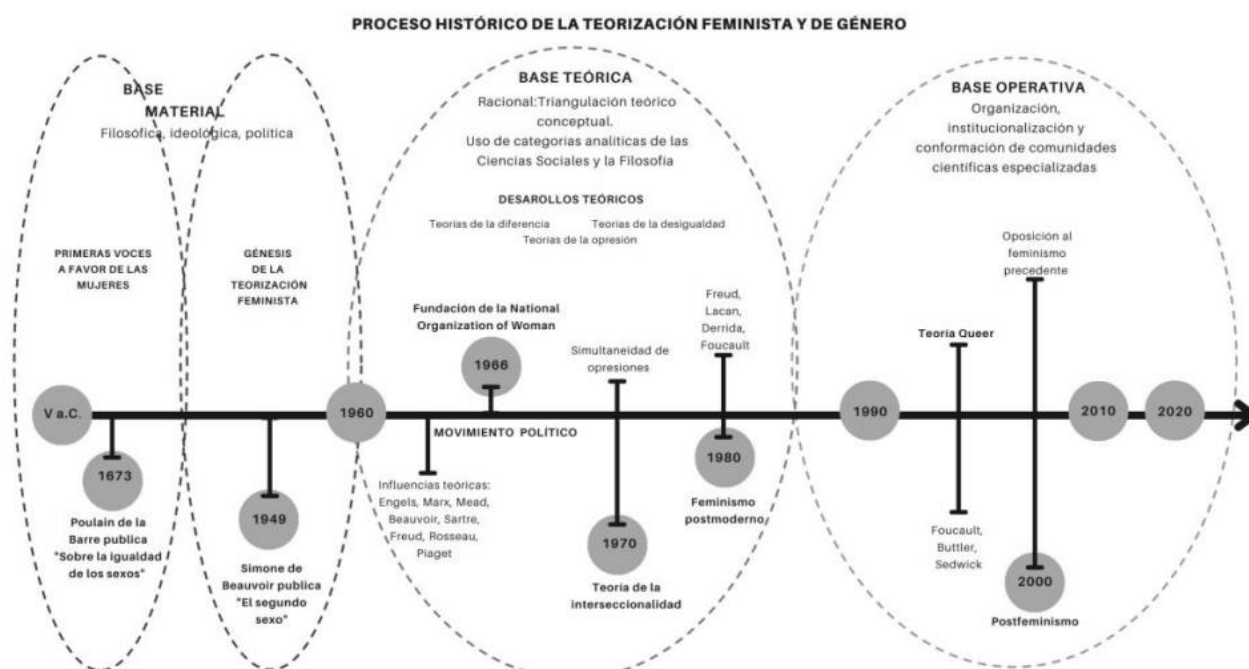 PROCESO HISTÓRICO DE LA TEORIZACIÓN FEMINISTA Y DE GÉNERO
BASE
MATERIAL
Filosófica, ideológica, política
PRIMERAS VOCES
A FAVOR DE LAS
MUJERES
GÉNESIS
DE LA
TEORIZACIÓN
FEMINISTA
V a.C.
1673
Poulain de la
Barre publica
"Sobre la igualdad
de los sexos"
1949
Simone de
Beauvoir publica
"El segundo
sexo"
1960
BASE TEÓRICA
Racional:Triangulación teórico
conceptual.
Uso de categorías analíticas de las
Ciencias Sociales y la Filosofía
DESAROLLOS TEÓRICOS
Teorías de la diferencia
Teorías de la desigualdad
Teorías de la opresión
Fundación de la National
Organization of Woman
1966
MOVIMIENTO POLÍTICO
Influencias teóricas:
Engels, Marx, Mead,
Beauvoir, Sartre,
Freud, Rosseau,
Piaget
Simultaneidad de
opresiones
1970
Teoría de la
interseccionalidad
Freud,
Lacan,
Derrida,
Foucault
1980
Feminismo
postmoderno
BASE OPERATIVA
Organización,
institucionalización y
conformación de comunidades
científicas especializadas
1990
Teoría Queer
Foucault,
Buttler,
Sedwick
Oposición al
feminismo
precedente
2000
Postfeminismo
2010
2020